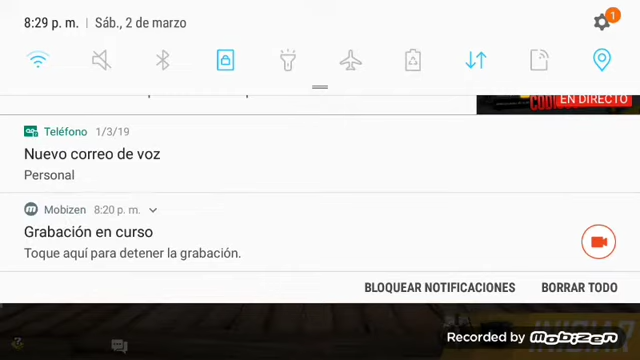 8:29 p. m. | Sáb., 2 de marzo
1
EN DIRECTO
Teléfono 1/3/19
Nuevo correo de voz
Personal
Mobizen 8:20 p. m.
Grabación en curso
Toque aquí para detener la grabación.
BLOQUEAR NOTIFICACIONES BORRAR TODO
Recorded by Mobizen